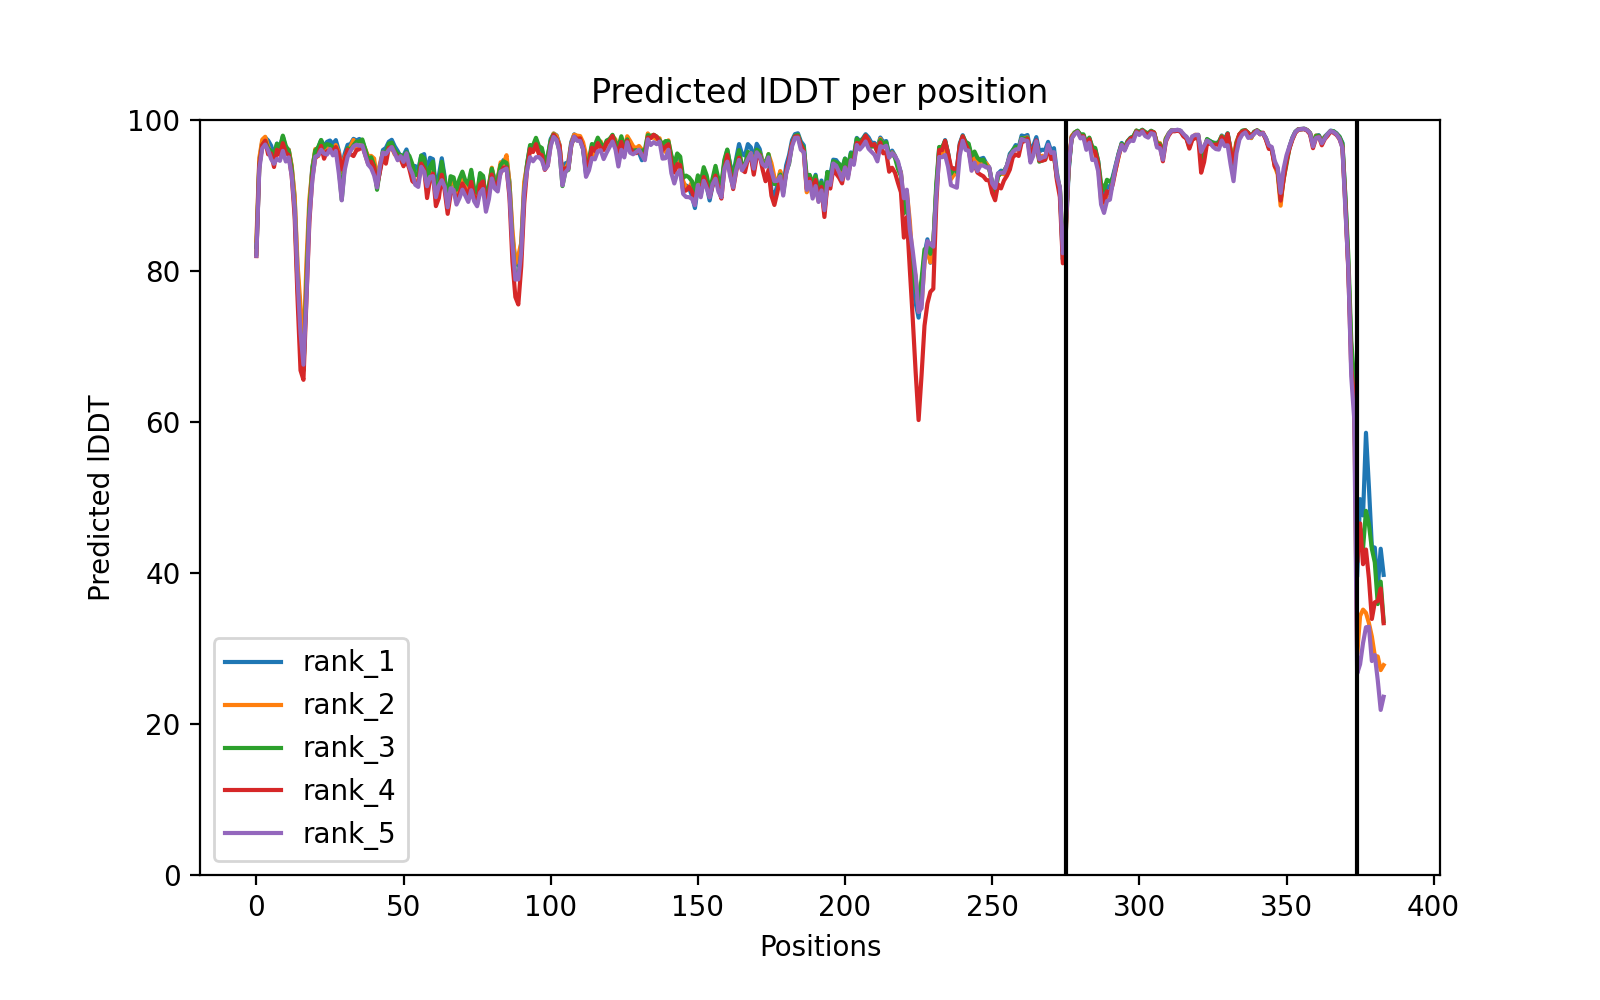 Predicted lDDT per position
100
80
60
40
20
0
Predicted lDDT
rank_1
rank_2
rank_3
rank_4
rank_5
0 50 100 150 200 250 300 350 400
Positions